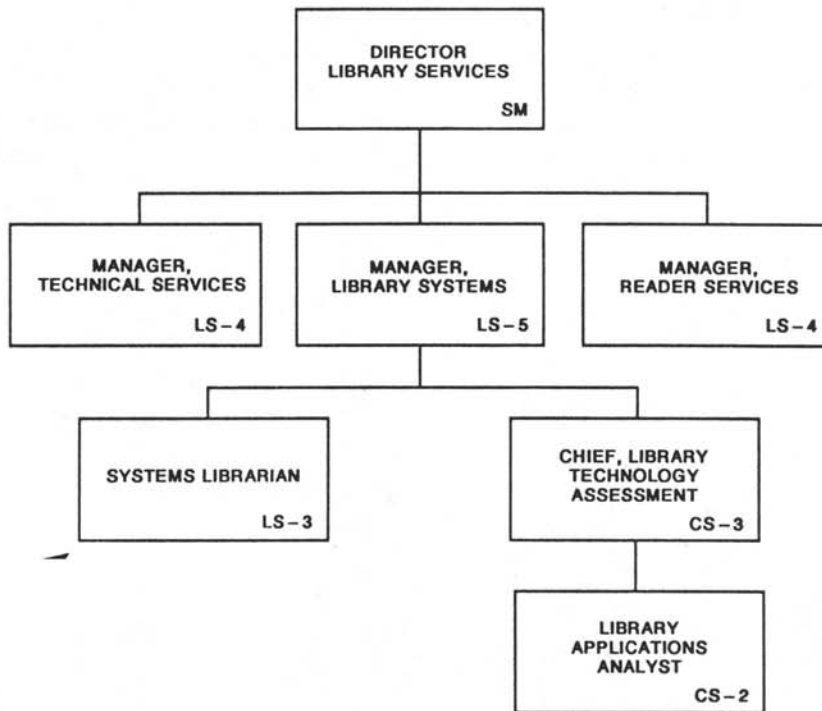 DIRECTOR
LIBRARY SERVICES
SM
MANAGER,
TECHNICAL SERVICES
LS-4
MANAGER,
LIBRARY SYSTEMS
LS-5
MANAGER,
READER SERVICES
LS-4
SYSTEMS LIBRARIAN
LS-3
CHIEF, LIBRARY
TECHNOLOGY
ASSESSMENT
CS-3
LIBRARY
APPLICATIONS
ANALYST
CS-2